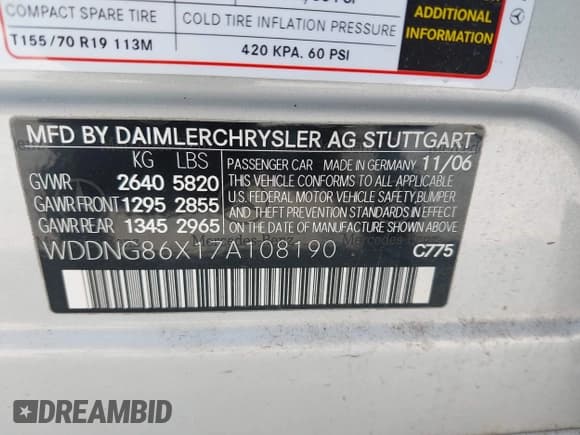 COMPACT SPARE TIRE
T155/70 R19 113M
COLD TIRE INFLATION PRESSURE
420 KPA. 60 PSI
ADDITIONAL
INFORMATION
MFD BY DAIMLERCHRYSLER AG STUTTGART
KG LBS
GVWR 2640 5820
GAWR FRONT 1295 2855
GAWR REAR 1345 2965
PASSENGER CAR MADE IN GERMANY 11/06
THIS VEHICLE CONFORMS TO ALL APPLICABLE
U.S. FEDERAL MOTOR VEHICLE SAFETY, BUMPER
AND THEFT PREVENTION STANDARDS IN
EFFECT ON THE DATE OF MANUFACTURE
SHOWN ABOVE.
WDDNG86X17A108190
C775
Mercedes-Benz
DREAMBID